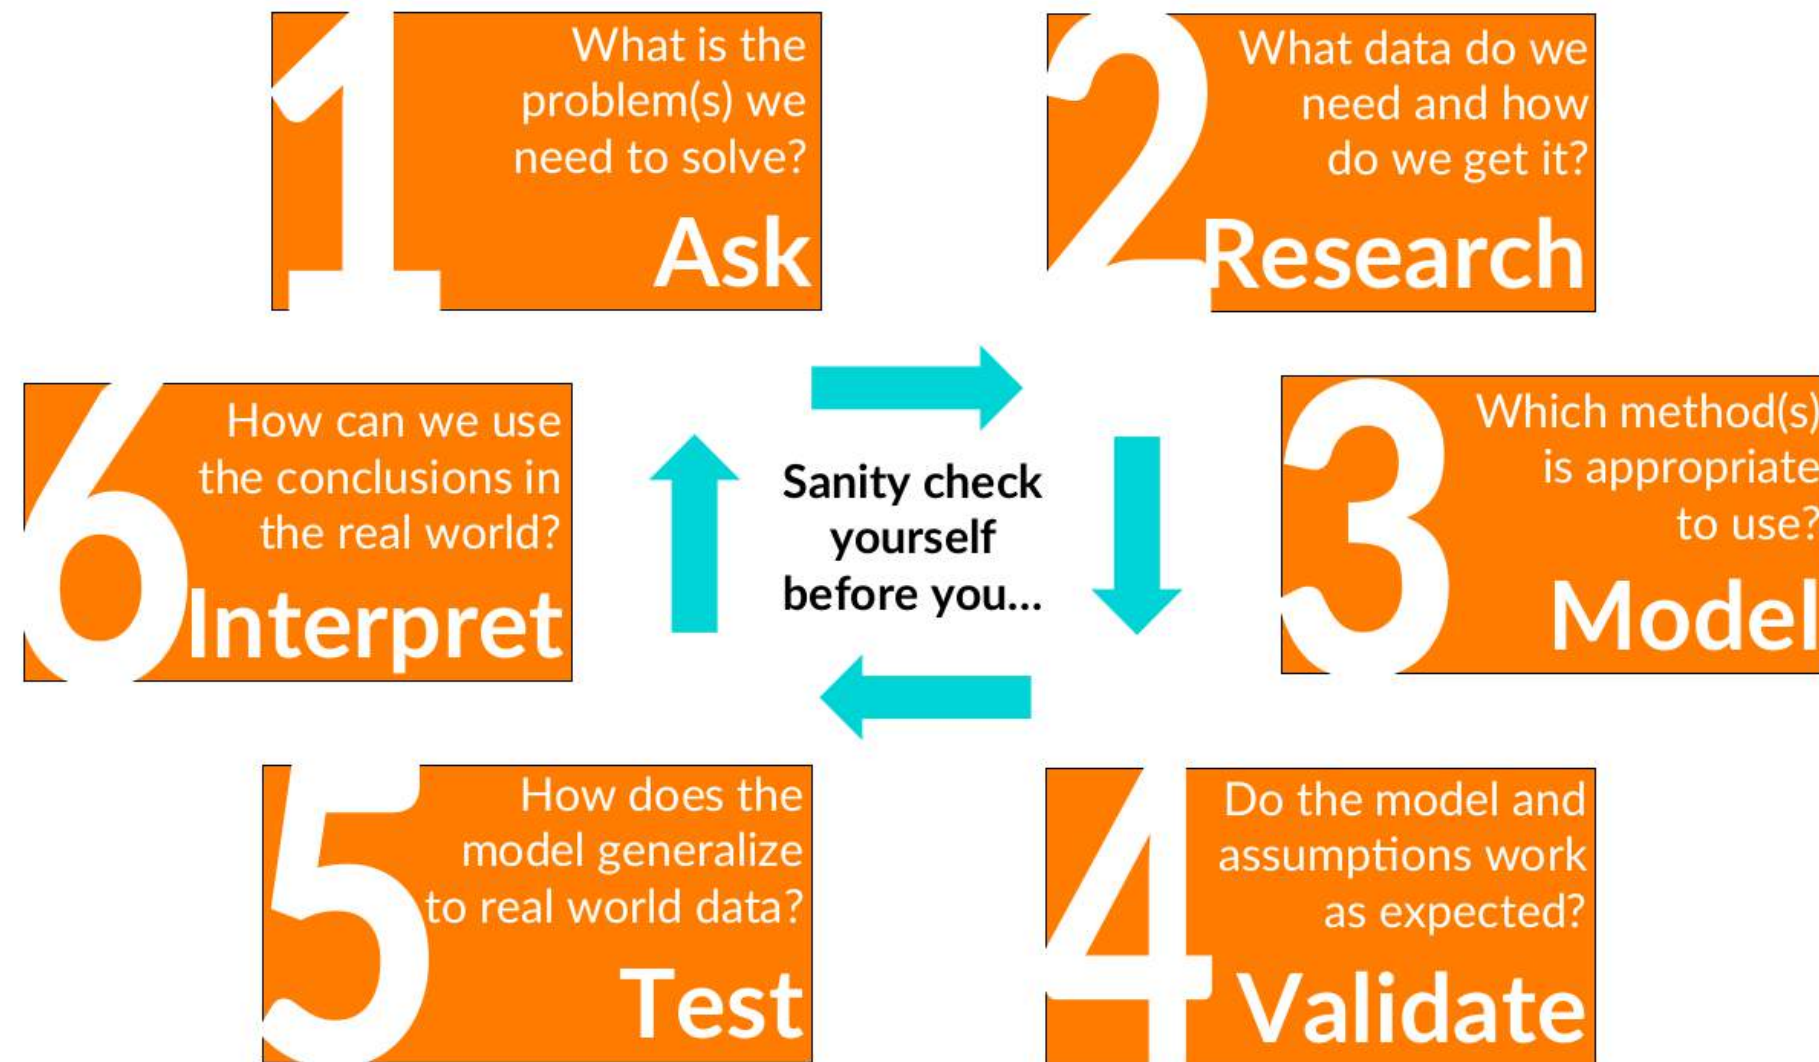 1
What is the
problem(s) we
need to solve?
Ask
2
What data do we
need and how
do we get it?
Research
3
Which method(s)
is appropriate
to use?
Model
4
Do the model and
assumptions work
as expected?
Validate
5
How does the
model generalize
to real world data?
Test
6
How can we use
the conclusions in
the real world?
Interpret
Sanity check
yourself
before you...